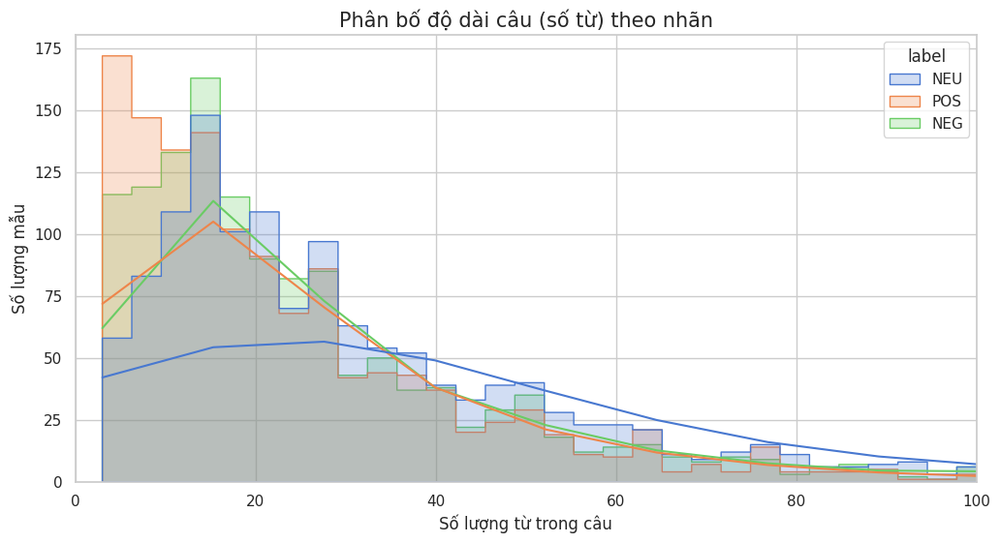 Phân bố độ dài câu (số từ) theo nhãn
label
NEU
POS
NEG
Số lượng mẫu
175
150
125
100
75
50
25
0
0 20 40 60 80 100
Số lượng từ trong câu